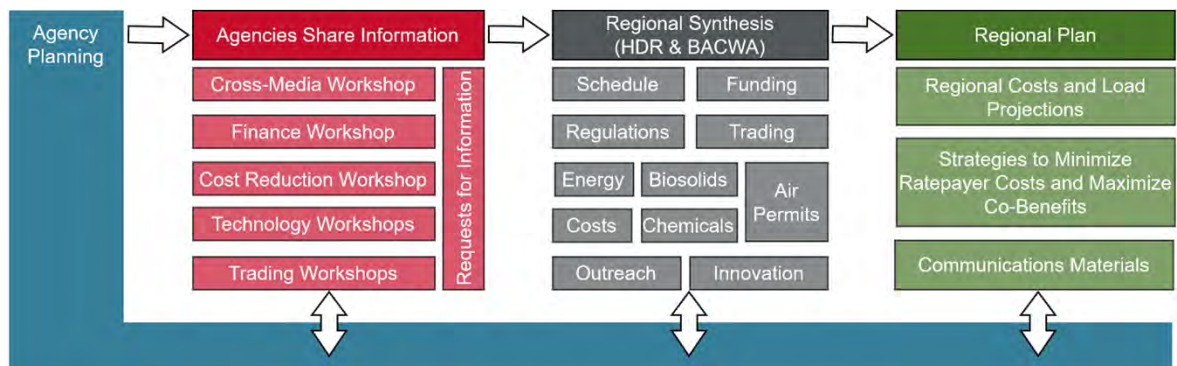 Agency
Planning
Agencies Share Information
Cross-Media Workshop
Finance Workshop
Cost Reduction Workshop
Technology Workshops
Trading Workshops
Requests for Information
Regional Synthesis
(HDR & BACWA)
Schedule
Funding
Regulations
Trading
Energy
Biosolids
Air
Permits
Costs
Chemicals
Outreach
Innovation
Regional Plan
Regional Costs and Load
Projections
Strategies to Minimize
Ratepayer Costs and Maximize
Co-Benefits
Communications Materials